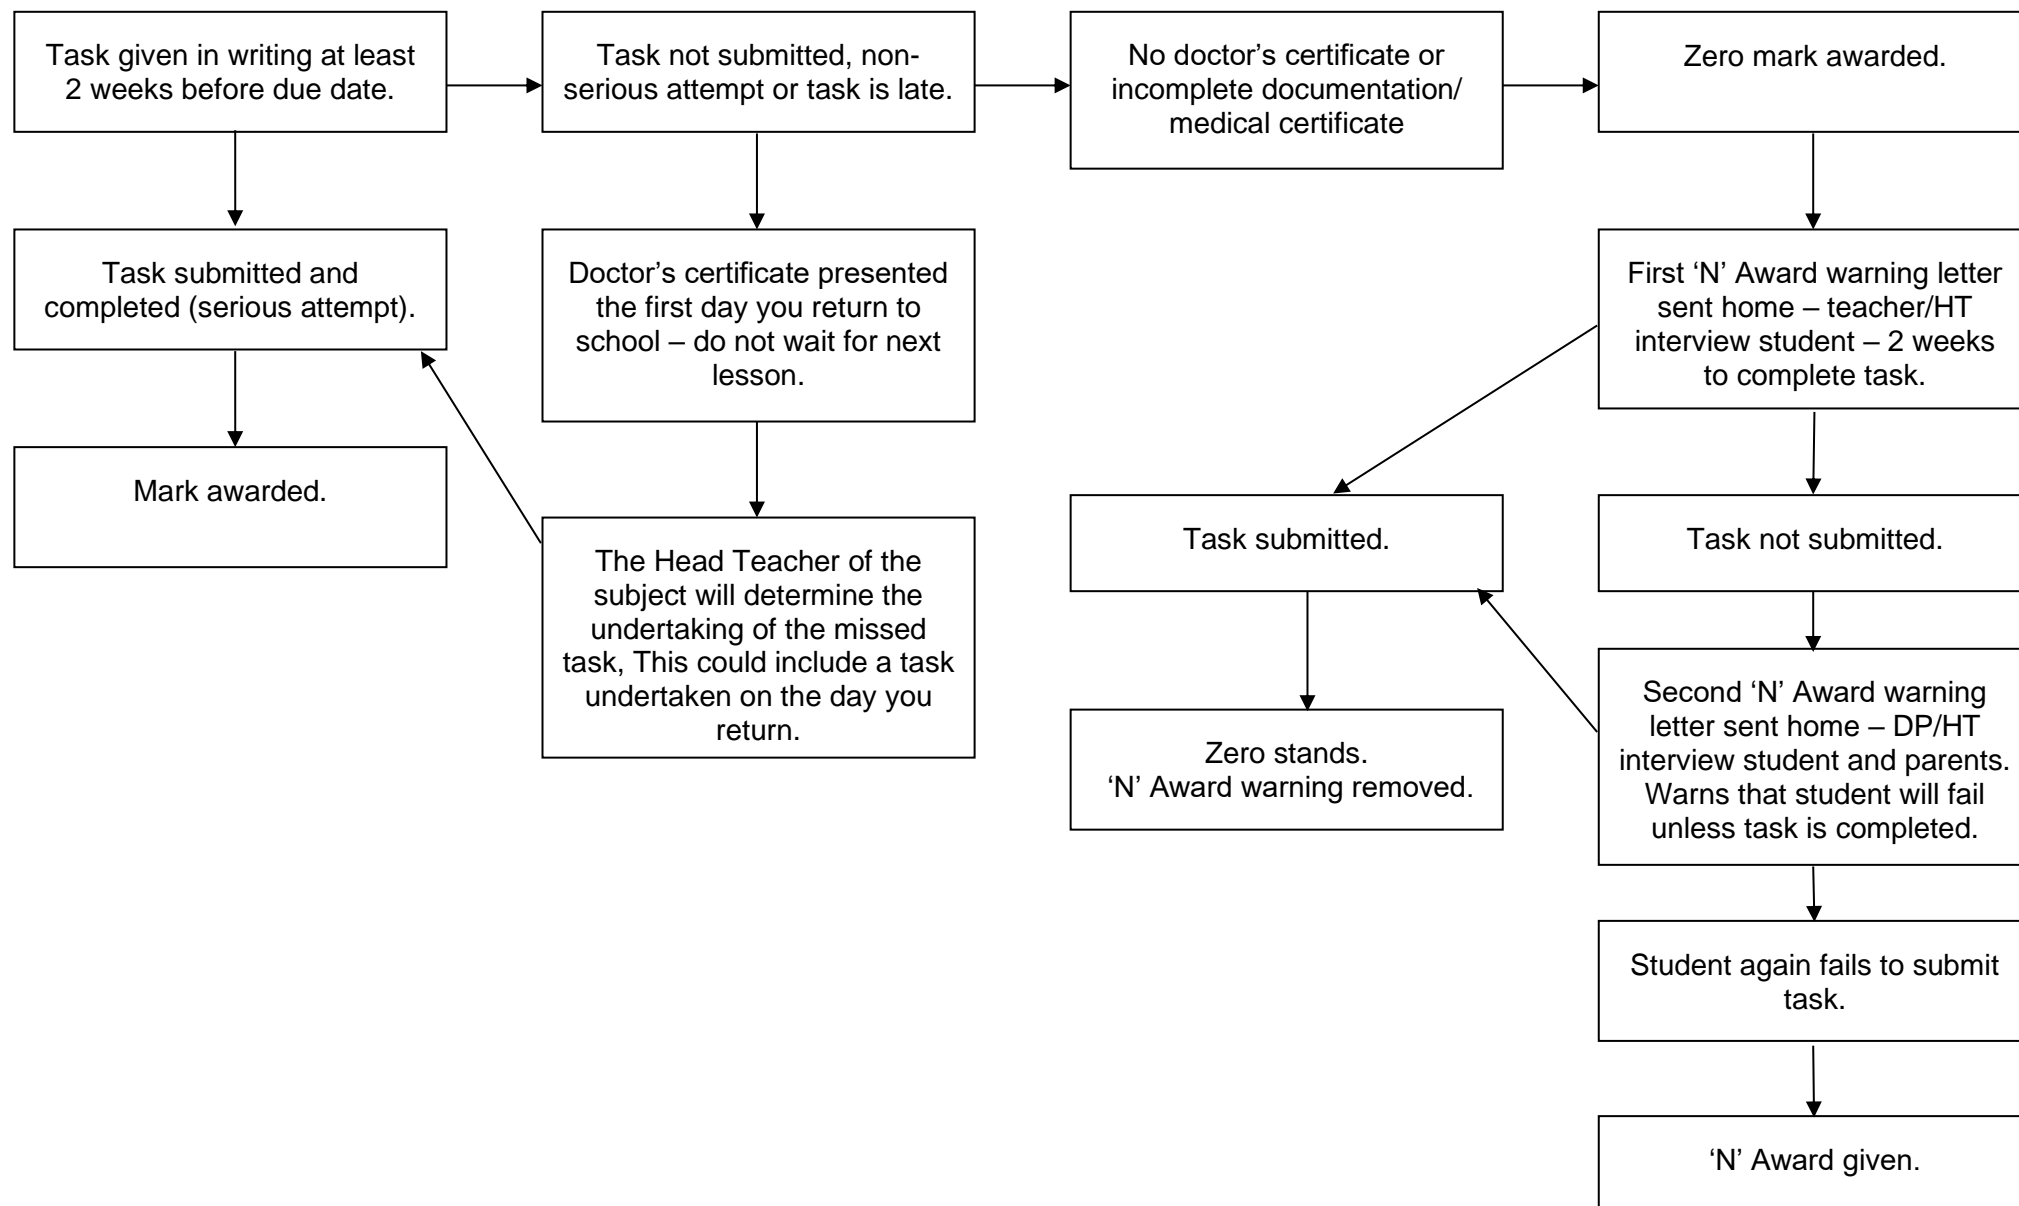 Task given in writing at least
2 weeks before due date.
Task not submitted, non-
serious attempt or task is late.
No doctor’s certificate or
incomplete documentation/
medical certificate
Zero mark awarded.
Task submitted and
completed (serious attempt).
Doctor’s certificate presented
the first day you return to
school – do not wait for next
lesson.
First ‘N’ Award warning letter
sent home – teacher/HT
interview student – 2 weeks
to complete task.
Mark awarded.
The Head Teacher of the
subject will determine the
undertaking of the missed
task, This could include a task
undertaken on the day you
return.
Task submitted.
Task not submitted.
Zero stands.
‘N’ Award warning removed.
Second ‘N’ Award warning
letter sent home – DP/HT
interview student and parents.
Warns that student will fail
unless task is completed.
Student again fails to submit
task.
‘N’ Award given.